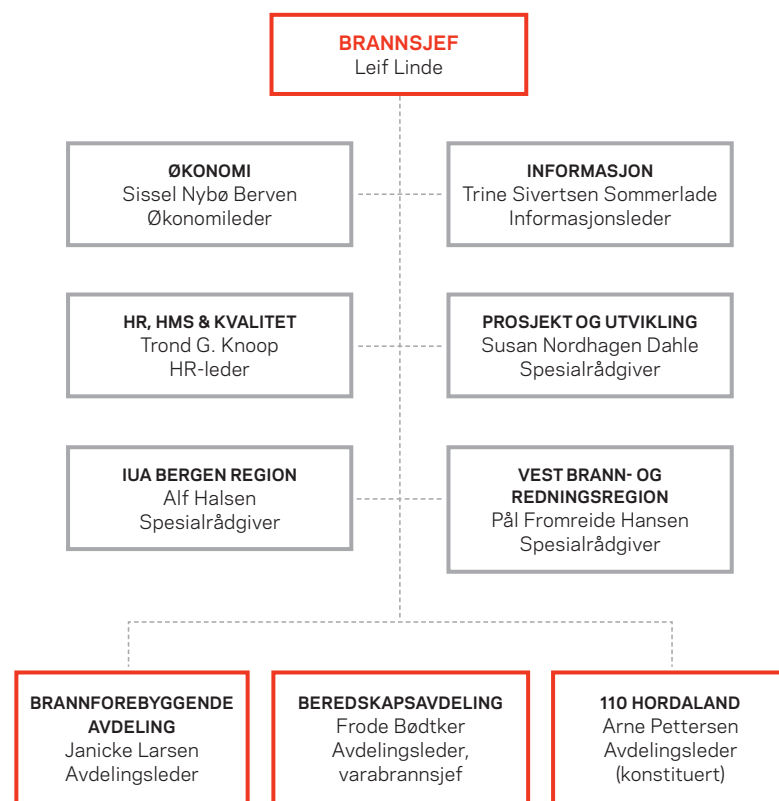 BRANNSJEF
Leif Linde
ØKONOMI
Sissel Nybø Berven
Økonomileder
INFORMASJON
Trine Sivertsen Sommerlade
Informasjonsleder
HR, HMS & KVALITET
Trond G. Knoop
HR-leder
PROSJEKT OG UTVIKLING
Susan Nordhagen Dahle
Spesialrådgiver
IUA BERGEN REGION
Alf Halsen
Spesialrådgiver
VEST BRANN- OG
REDNINGSREGION
Pål Fromreide Hansen
Spesialrådgiver
BRANNFOREBYGGENDE
AVDELING
Janicke Larsen
Avdelingsleder
BEREDSKAPSAVDELING
Frode Bødtker
Avdelingsleder,
varabrannsjef
110 HORDALAND
Arne Pettersen
Avdelingsleder
(konstituert)